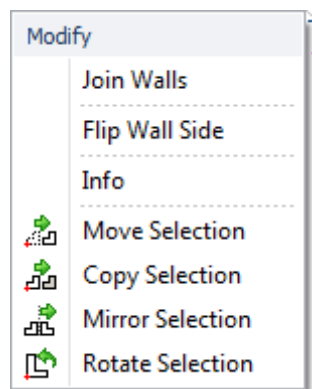 Modify
Join Walls
Flip Wall Side
Info
Move Selection
Copy Selection
Mirror Selection
Rotate Selection